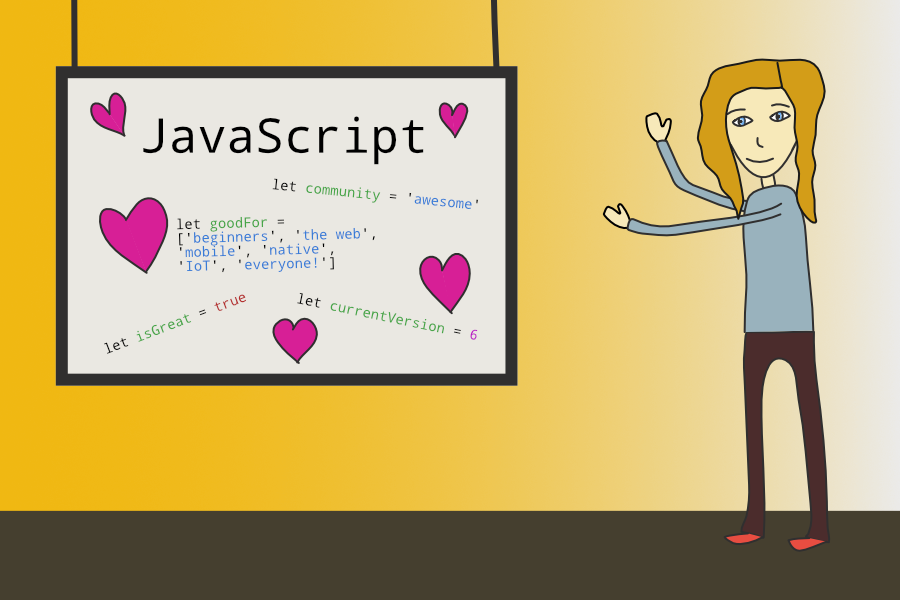 JavaScript
let community = 'awesome'
let goodFor =
['beginners', 'the web',
'mobile', 'native',
'IoT', 'everyone!']
let isGreat = true
let currentVersion = 6